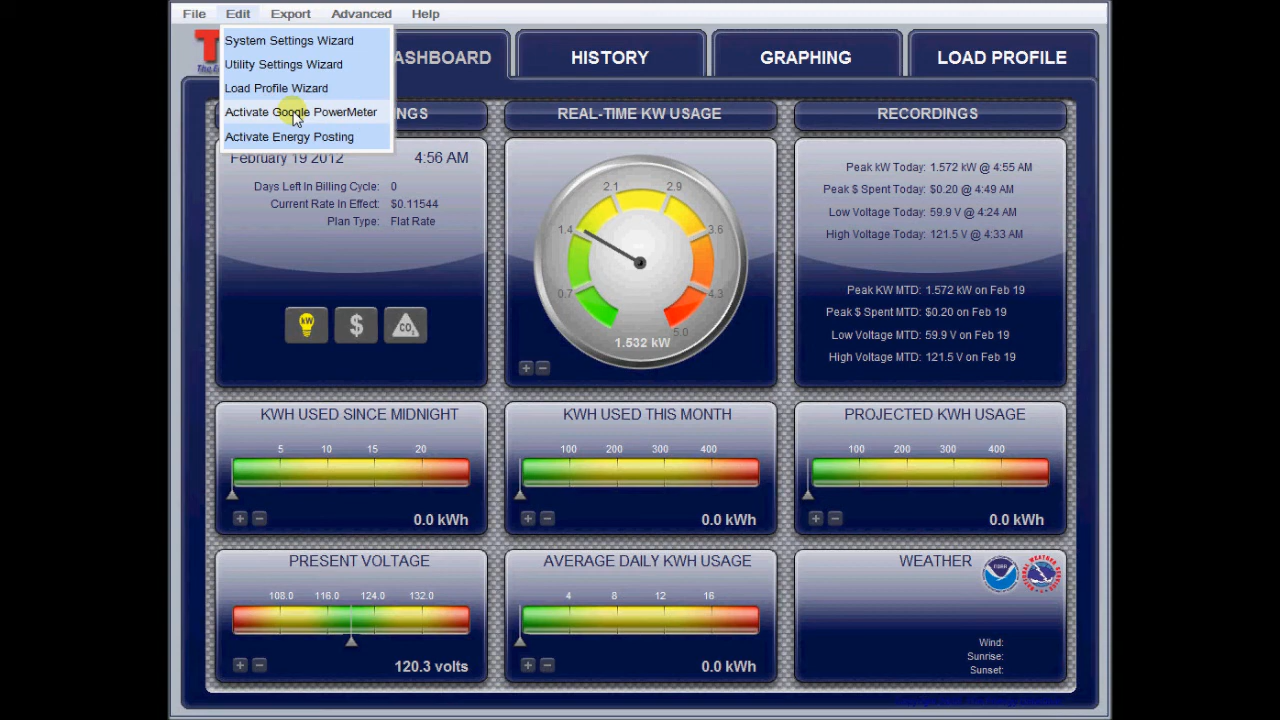 File Edit Export Advanced Help
System Settings Wizard
Utility Settings Wizard
Load Profile Wizard
Activate Google PowerMeter
Activate Energy Posting
ASHBOARD
HISTORY
GRAPHING
LOAD PROFILE
NGS
February 19 2012 4:56 AM
Days Left In Billing Cycle: 0
Current Rate In Effect: $0.11544
Plan Type: Flat Rate
kW $ CO₂
REAL-TIME KW USAGE
0.7 1.4 2.1 2.9 3.6 4.3 5.0
1.532 kW
+ −
RECORDINGS
Peak kW Today: 1.572 kW @ 4:55 AM
Peak $ Spent Today: $0.20 @ 4:49 AM
Low Voltage Today: 59.9 V @ 4:24 AM
High Voltage Today: 121.5 V @ 4:33 AM
Peak KW MTD: 1.572 kW on Feb 19
Peak $ Spent MTD: $0.20 on Feb 19
Low Voltage MTD: 59.9 V on Feb 19
High Voltage MTD: 121.5 V on Feb 19
KWH USED SINCE MIDNIGHT
5 10 15 20
+ − 0.0 kWh
KWH USED THIS MONTH
100 200 300 400
+ − 0.0 kWh
PROJECTED KWH USAGE
100 200 300 400
+ − 0.0 kWh
PRESENT VOLTAGE
108.0 116.0 124.0 132.0
+ − 120.3 volts
AVERAGE DAILY KWH USAGE
4 8 12 16
+ − 0.0 kWh
WEATHER
Wind:
Sunrise:
Sunset: